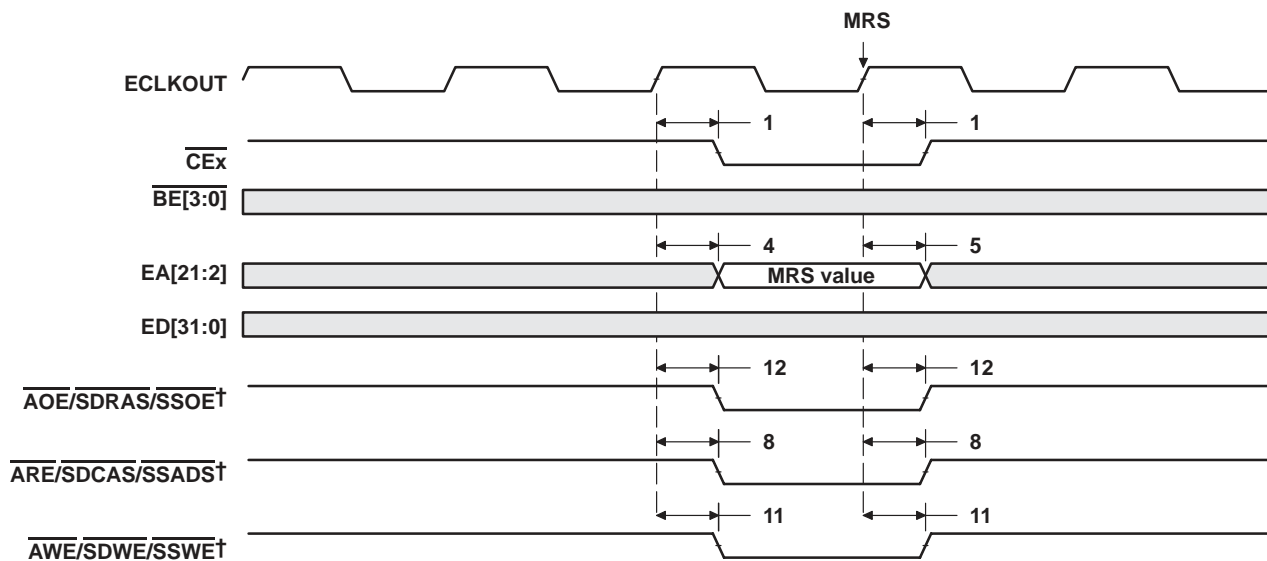 MRS
ECLKOUT
1 1
CEx
BE[3:0]
4 5
EA[21:2] MRS value
ED[31:0]
12 12
AOE/SDRAS/SSOE†
8 8
ARE/SDCAS/SSADS†
11 11
AWE/SDWE/SSWE†